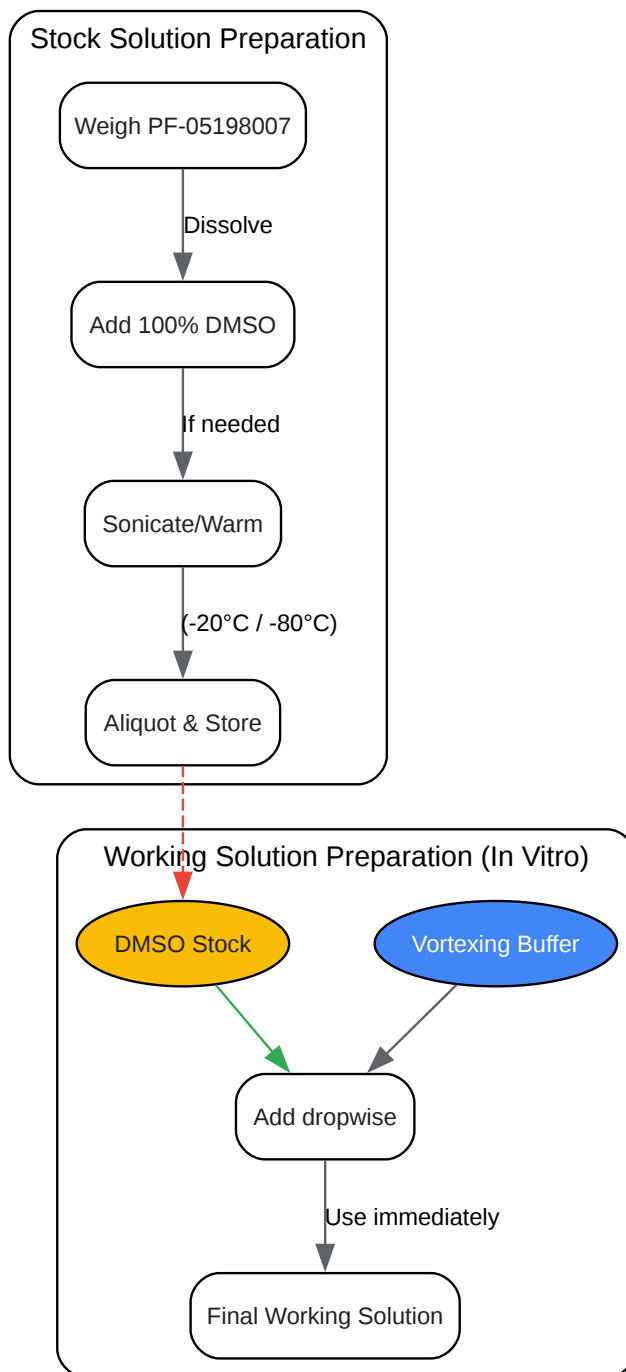 Stock Solution Preparation
Weigh PF-05198007
Dissolve
Add 100% DMSO
If needed
Sonicate/Warm
(-20°C / -80°C)
Aliquot & Store
Working Solution Preparation (In Vitro)
DMSO Stock
Vortexing Buffer
Add dropwise
Use immediately
Final Working Solution